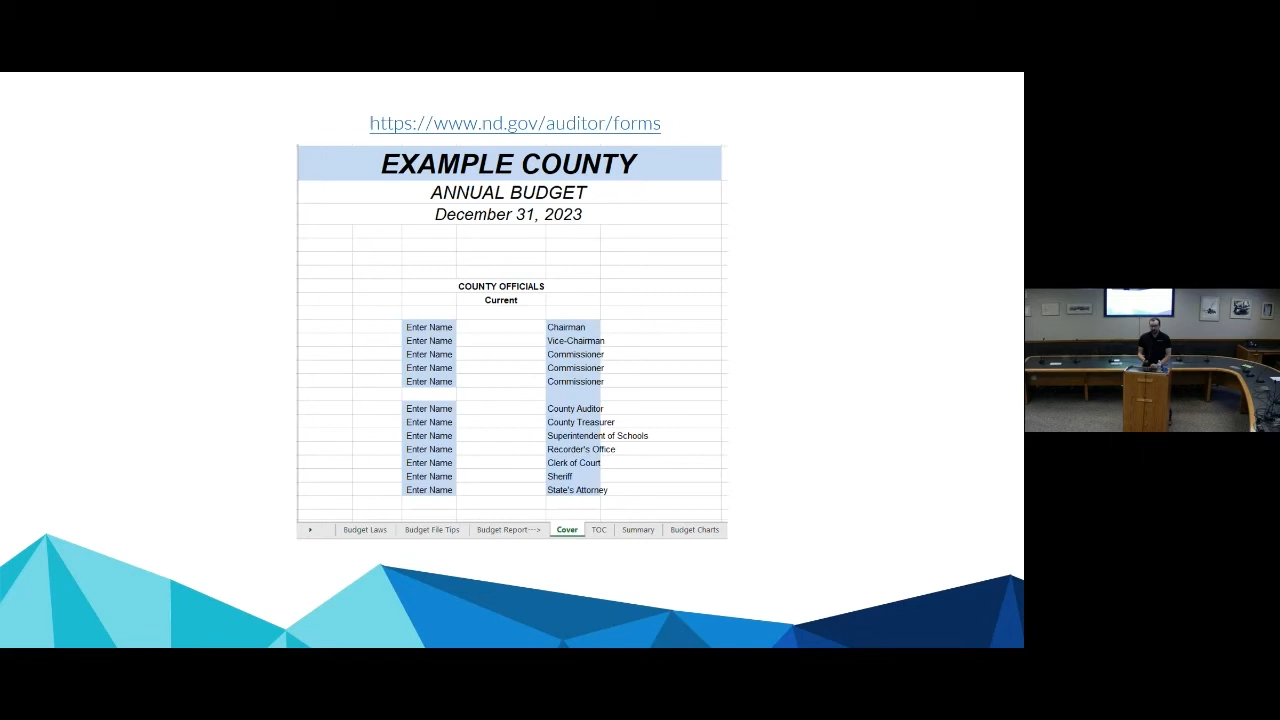 https://www.nd.gov/auditor/forms
EXAMPLE COUNTY
ANNUAL BUDGET
December 31, 2023
COUNTY OFFICIALS
Current
Enter Name Chairman
Enter Name Vice-Chairman
Enter Name Commissioner
Enter Name Commissioner
Enter Name Commissioner
Enter Name County Auditor
Enter Name County Treasurer
Enter Name Superintendent of Schools
Enter Name Recorder's Office
Enter Name Clerk of Court
Enter Name Sheriff
Enter Name State's Attorney
Budget Laws Budget File Tips Budget Report---> Cover TOC Summary Budget Charts